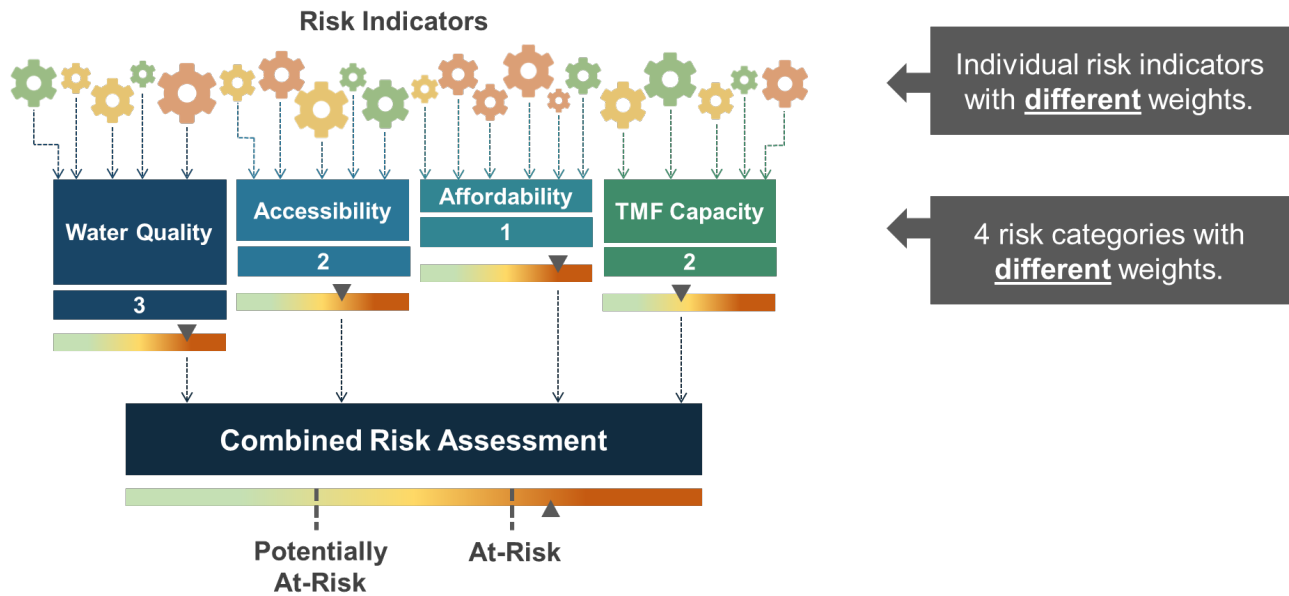 Risk Indicators
Individual risk indicators
with different weights.
Water Quality
3
Accessibility
2
Affordability
1
TMF Capacity
2
4 risk categories with
different weights.
Combined Risk Assessment
Potentially
At-Risk
At-Risk